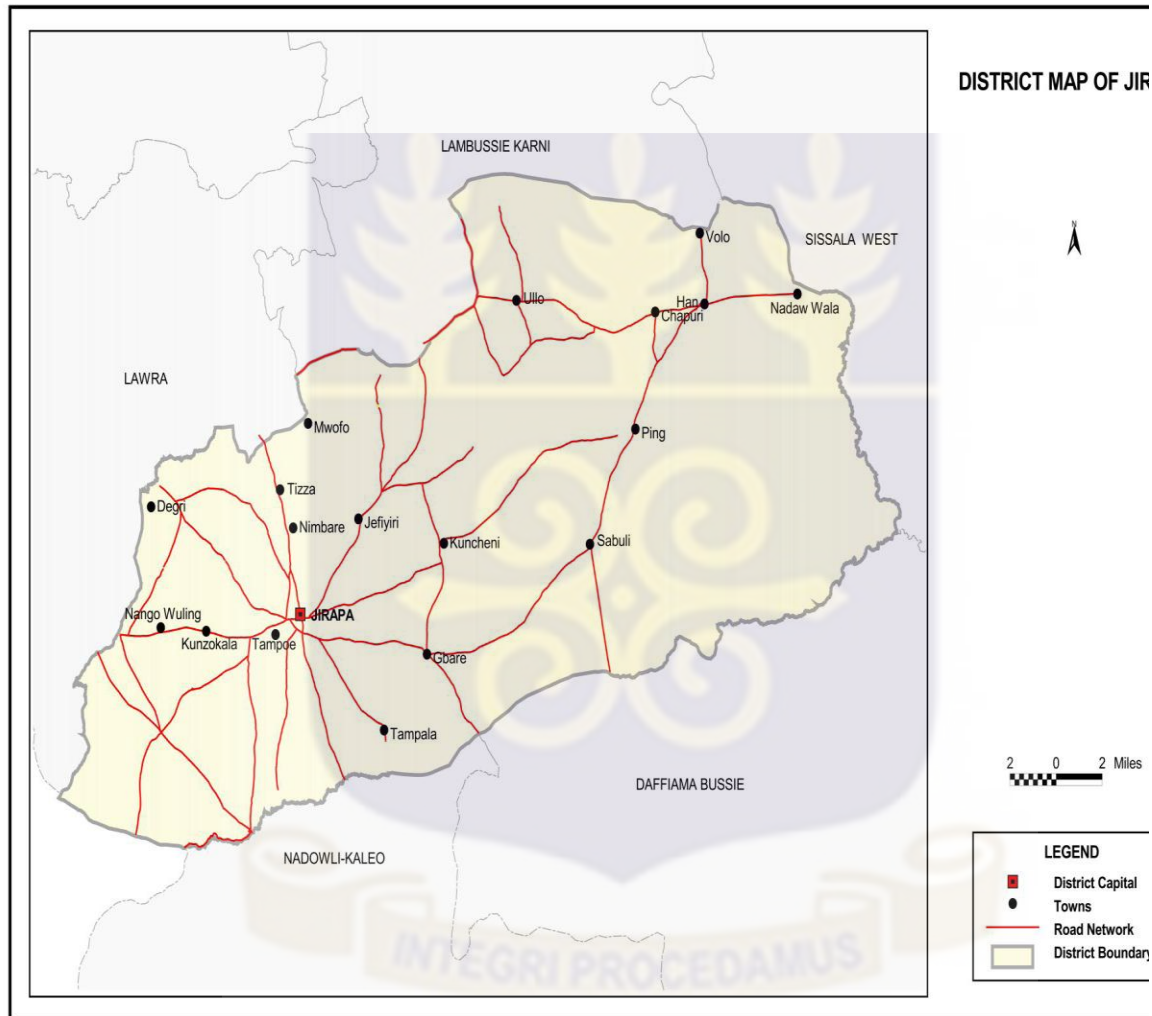 DISTRICT MAP OF JIR
LAMBUSSIE KARNI
N
Volo
SISSALA WEST
Ullo
Han
Nadaw Wala
Chapuri
LAWRA
Mwofo
Ping
Tizza
Degri
Jefiyiri
Nimbare
Kuncheni
Sabuli
Nango Wuling
JIRAPA
Kunzokala
Tampoe
Gbare
Tampala
2 0 2 Miles
DAFFIAMA BUSSIE
NADOWLI-KALEO
LEGEND
District Capital
Towns
Road Network
District Boundary
INTEGRI PROCEDAMUS